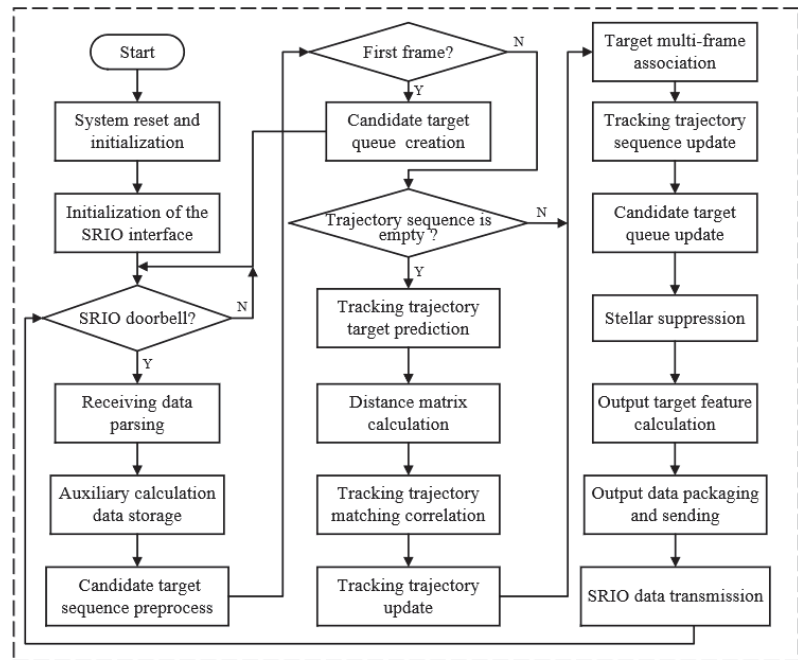 Start
System reset and
initialization
Initialization of the
SRIO interface
SRIO doorbell?
N
Y
Receiving data
parsing
Auxiliary calculation
data storage
Candidate target
sequence preprocess
First frame?
N
Y
Candidate target
queue creation
Trajectory sequence is
empty ?
N
Y
Tracking trajectory
target prediction
Distance matrix
calculation
Tracking trajectory
matching correlation
Tracking trajectory
update
Target multi-frame
association
Tracking trajectory
sequence update
Candidate target
queue update
Stellar suppression
Output target feature
calculation
Output data packaging
and sending
SRIO data transmission